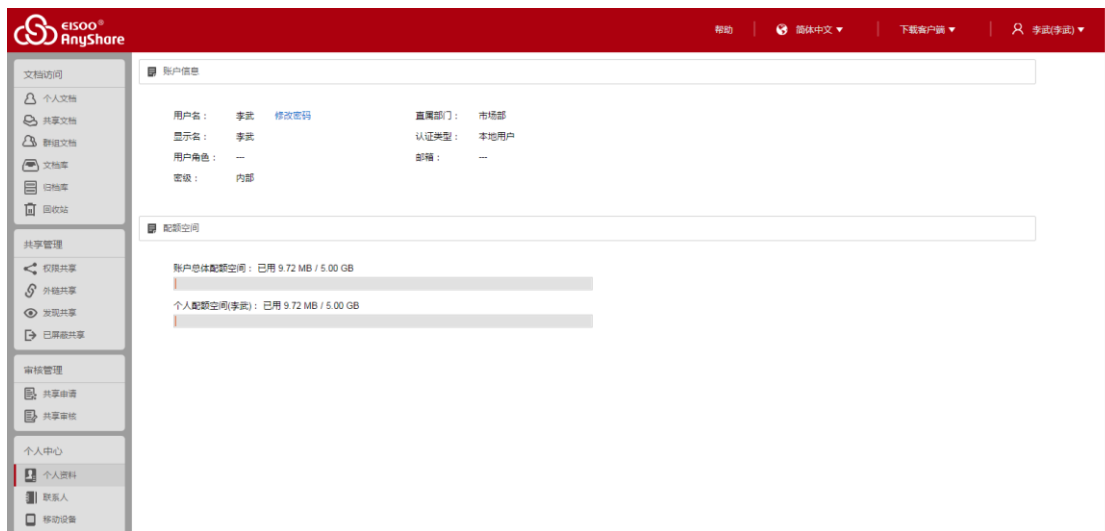 EISOO®
AnyShare
帮助
简体中文
下载客户端
李武(李武)
文档访问
个人文档
共享文档
群组文档
文档库
归档库
回收站
共享管理
权限共享
外链共享
发现共享
已屏蔽共享
审核管理
共享申请
共享审核
个人中心
个人资料
联系人
移动设备
账户信息
用户名： 李武 修改密码 直属部门： 市场部
显示名： 李武 认证类型： 本地用户
用户角色： --- 邮箱： ---
密级： 内部
配额空间
账户总体配额空间： 已用 9.72 MB / 5.00 GB
个人配额空间(李武)： 已用 9.72 MB / 5.00 GB